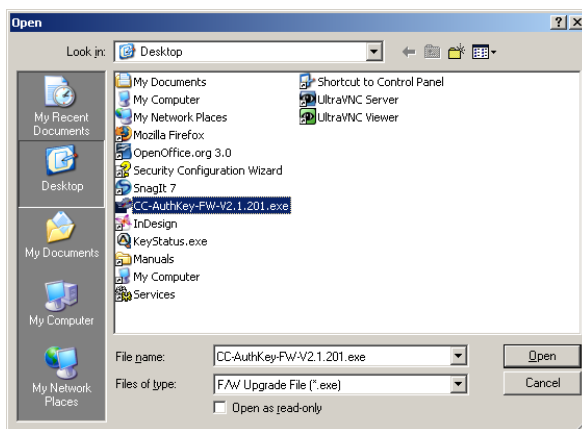 Open
Look in:
Desktop
My Recent
Documents
Desktop
My Documents
My Computer
My Network
Places
My Documents
My Computer
My Network Places
Mozilla Firefox
OpenOffice.org 3.0
Security Configuration Wizard
SnagIt 7
CC-AuthKey-FW-V2.1.201.exe
InDesign
KeyStatus.exe
Manuals
My Computer
Services
Shortcut to Control Panel
UltraVNC Server
UltraVNC Viewer
File name:
CC-AuthKey-FW-V2.1.201.exe
Open
Files of type:
F/W Upgrade File (*.exe)
Cancel
Open as read-only